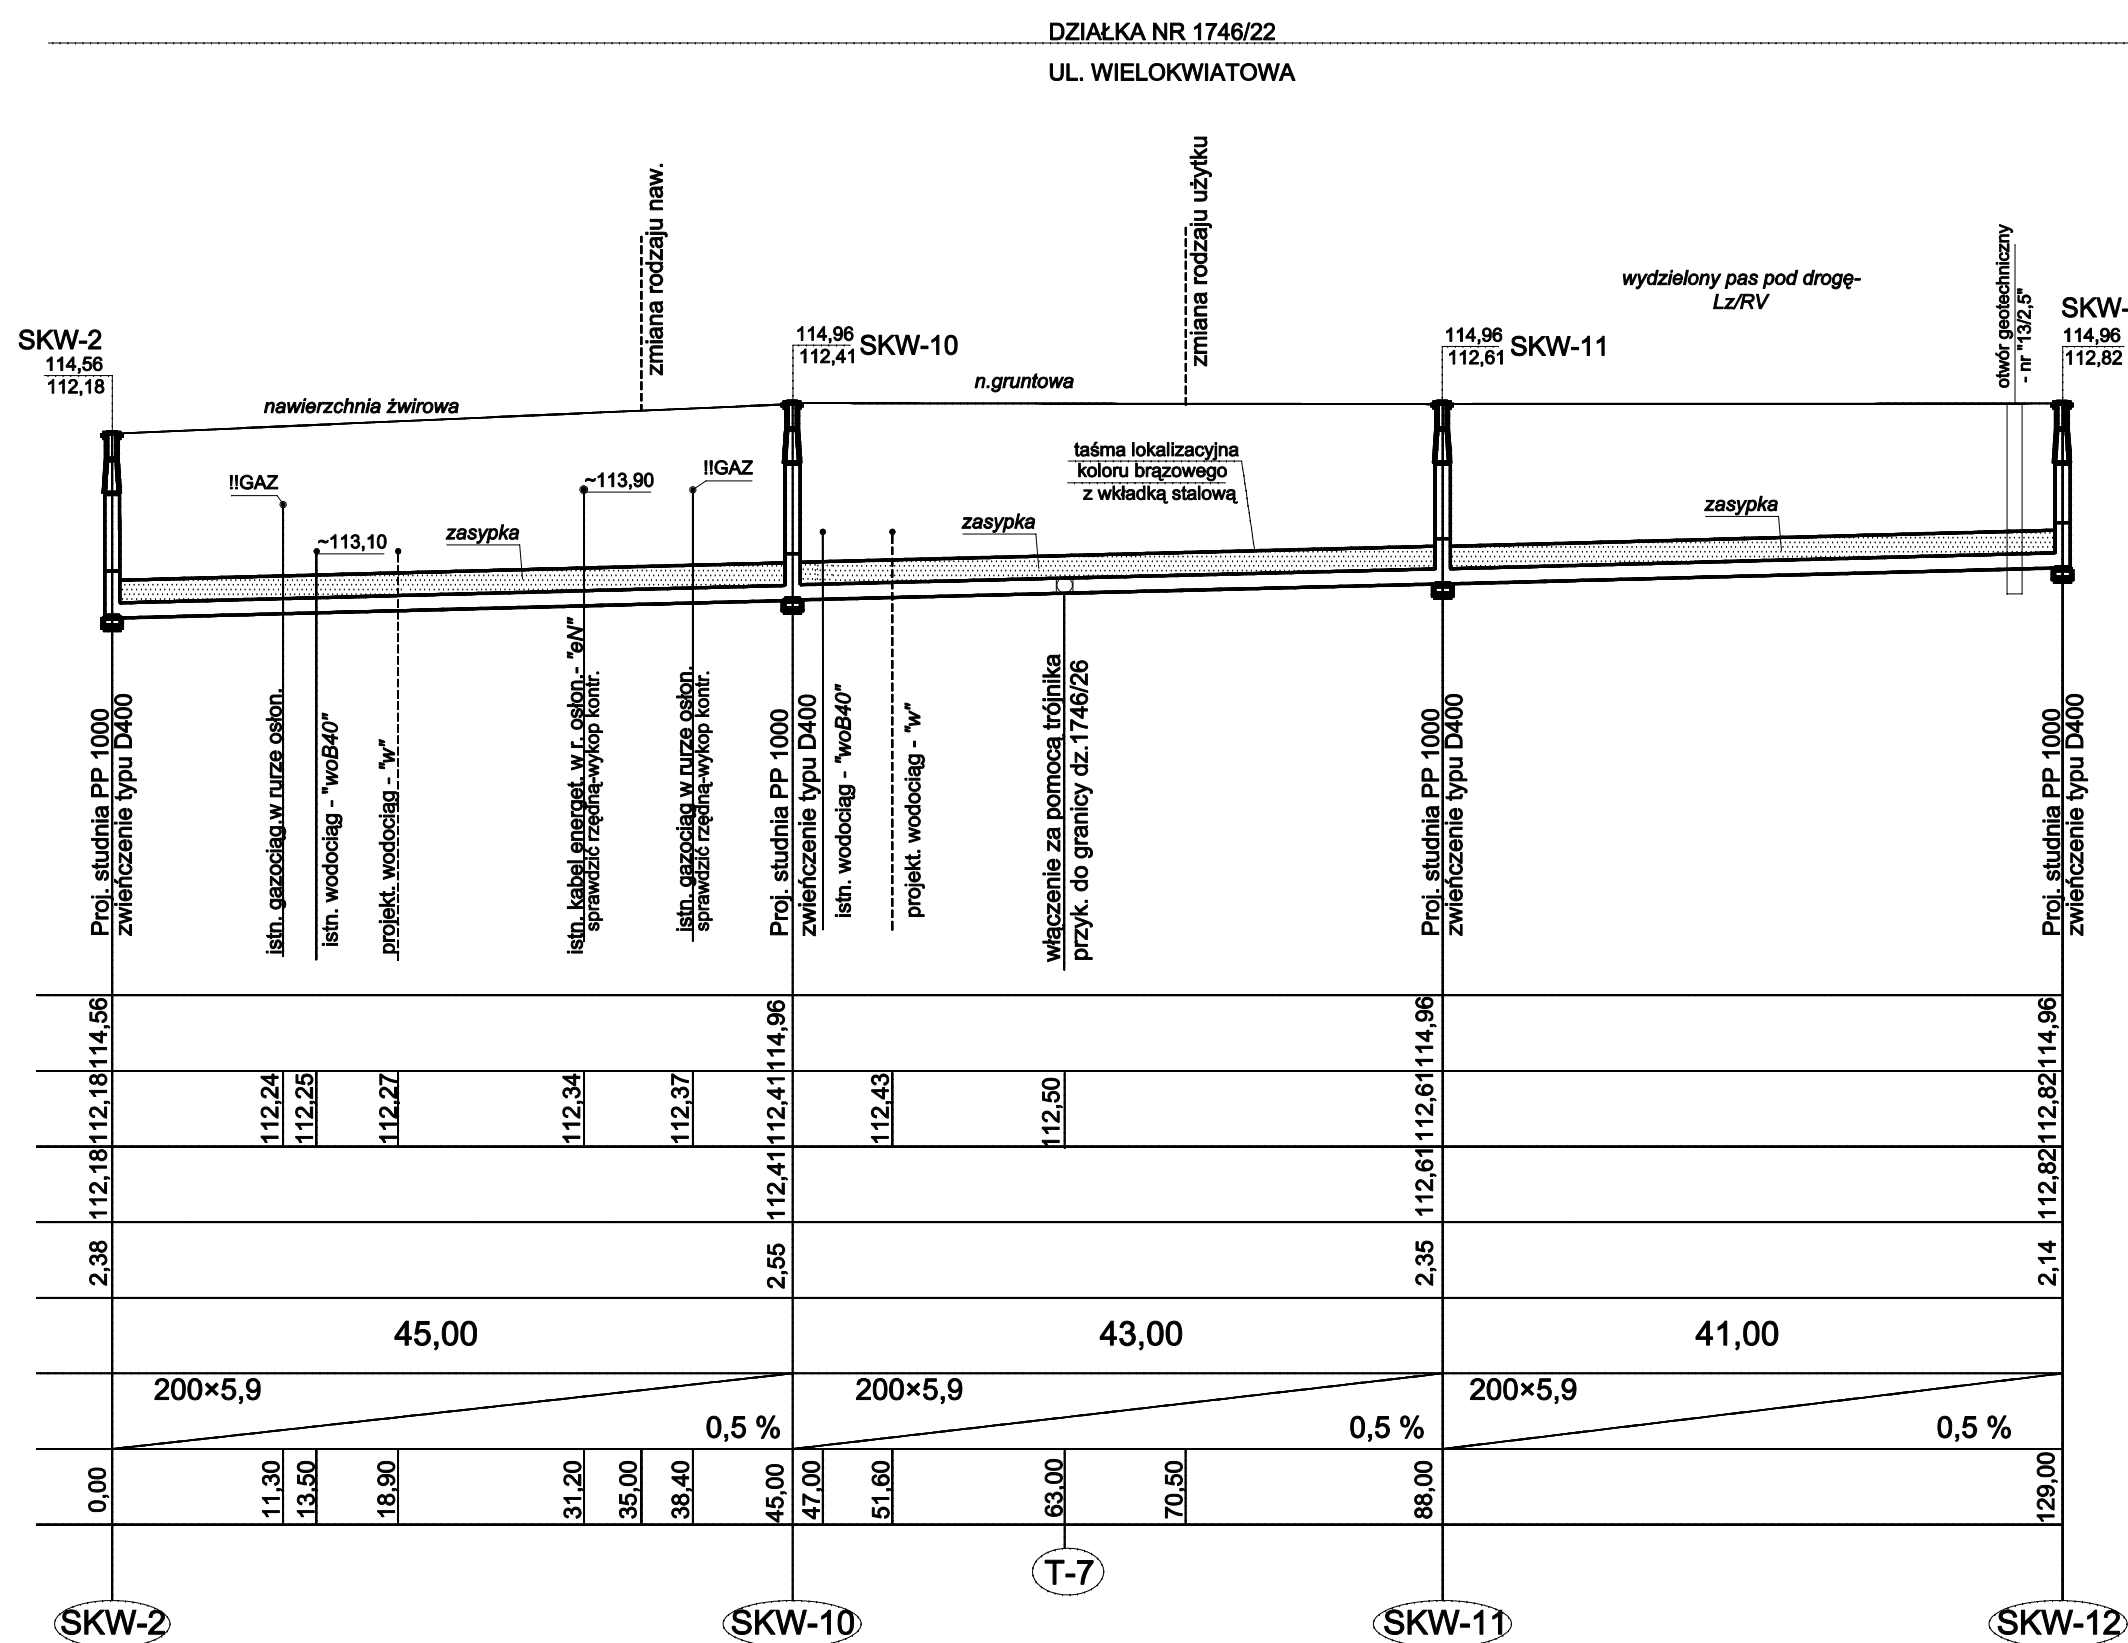 DZIAŁKA NR 1746/22
UL. WIELOKWIATOWA
zmiana rodzaju naw.
zmiana rodzaju użytku
otwór geotechniczny
- nr "13/2,5"
wydzielony pas pod drogę-
Lz/RV
SKW-2
114,56
112,18
114,96
112,41
SKW-10
114,96
112,61
SKW-11
SKW-
114,96
112,82
nawierzchnia żwirowa
n.gruntowa
!!GAZ
~113,10
zasypka
~113,90
!!GAZ
taśma lokalizacyjna
koloru brązowego
z wkładką stalową
zasypka
zasypka
Proj. studnia PP 1000
zwieńczenie typu D400
istn. gazociąg w rurze osłon.
istn. wodociąg - "woB40"
projekt. wodociąg - "w"
istn. kabel energet. w r. osłon.- "eN"
sprawdzić rzędną-wykop kontr.
istn. gazociąg w rurze osłon.
sprawdzić rzędną-wykop kontr.
Proj. studnia PP 1000
zwieńczenie typu D400
istn. wodociąg - "woB40"
projekt. wodociąg - "w"
włączenie za pomocą trójnika
przyk. do granicy dz.1746/26
Proj. studnia PP 1000
zwieńczenie typu D400
Proj. studnia PP 1000
zwieńczenie typu D400
114,56 114,96 114,96 114,96
112,18 112,24 112,25 112,27 112,34 112,37 112,41 112,43 112,50 112,61 112,82
112,18 112,41 112,61 112,82
2,38 2,55 2,35 2,14
45,00 43,00 41,00
200×5,9 200×5,9 200×5,9
0,5 % 0,5 % 0,5 %
0,00 11,30 13,50 18,90 31,20 35,00 38,40 45,00 47,00 51,60 63,00 70,50 88,00 129,00
T-7
SKW-2 SKW-10 SKW-11 SKW-12